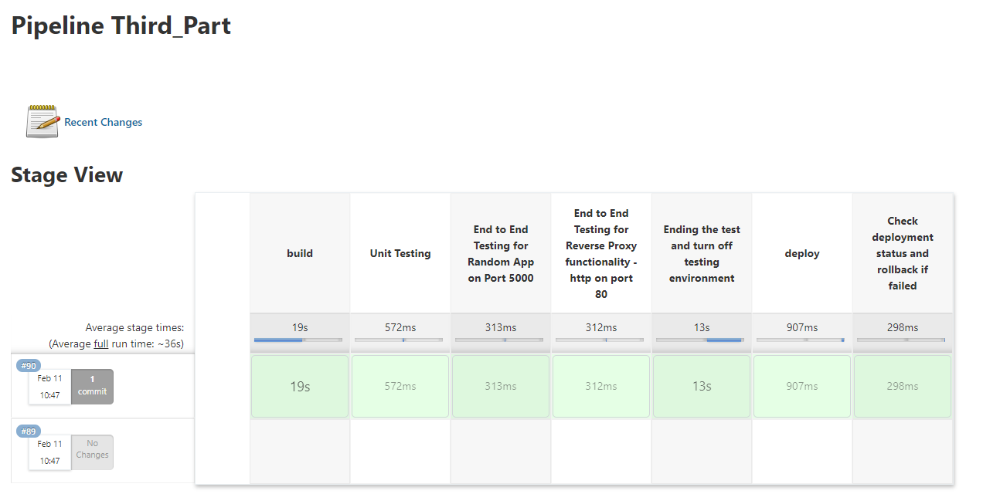 Pipeline Third_Part
Recent Changes
Stage View
build
Unit Testing
End to End
Testing for
Random App
on Port 5000
End to End
Testing for
Reverse Proxy
functionality -
http on port
80
Ending the test
and turn off
testing
environment
deploy
Check
deployment
status and
rollback if
failed
Average stage times:
(Average full run time: ~36s)
19s
572ms
313ms
312ms
13s
907ms
298ms
#90
Feb 11
10:47
1
commit
19s
572ms
313ms
312ms
13s
907ms
298ms
#89
Feb 11
10:47
No
Changes